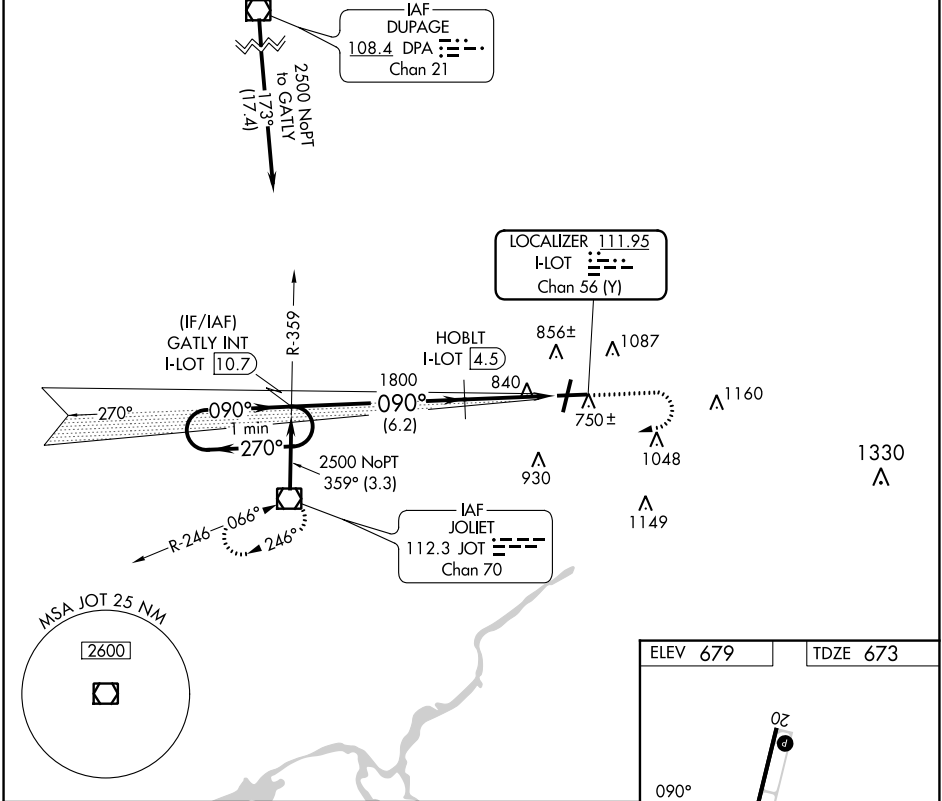 IAF
DUPAGE
108.4 DPA
Chan 21
2500 NoPT
to GATLY
173°
(17.4)
LOCALIZER 111.95
I-LOT
Chan 56 (Y)
R-359
(IF/IAF)
GATLY INT
I-LOT 10.7
HOBLT
I-LOT 4.5
856±
1087
1800
840
090°
(6.2)
1160
270°
090°
1 min
270°
750±
1048
2500 NoPT
359° (3.3)
930
1330
1149
IAF
JOLIET
112.3 JOT
Chan 70
R-246
066°
246°
MSA JOT 25 NM
2600
ELEV 679
TDZE 673
20
P
090°